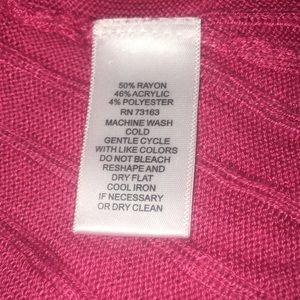 50% RAYON
46% ACRYLIC
4% POLYESTER
RN 73163
MACHINE WASH
COLD
GENTLE CYCLE
WITH LIKE COLORS
DO NOT BLEACH
RESHAPE AND
DRY FLAT
COOL IRON
IF NECESSARY
OR DRY CLEAN